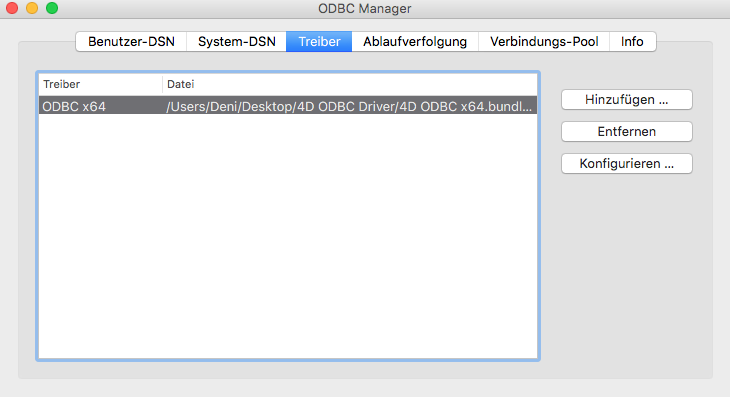 ODBC Manager
Benutzer-DSN System-DSN Treiber Ablaufverfolgung Verbindungs-Pool Info
Treiber Datei
ODBC x64 /Users/Deni/Desktop/4D ODBC Driver/4D ODBC x64.bundl...
Hinzufügen ...
Entfernen
Konfigurieren ...